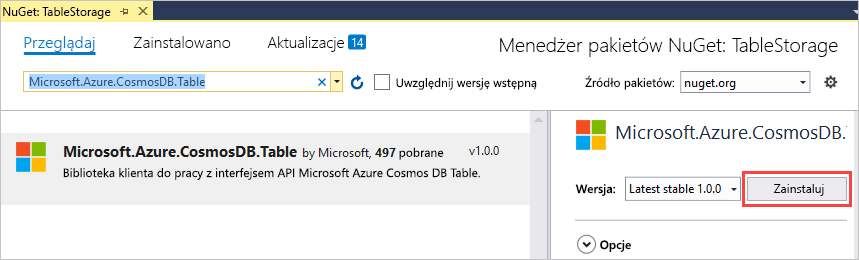 NuGet: TableStorage
Przeglądaj Zainstalowano Aktualizacje 14
Menedżer pakietów NuGet: TableStorage
Microsoft.Azure.CosmosDB.Table
Uwzględnij wersję wstępną
Źródło pakietów: nuget.org
Microsoft.Azure.CosmosDB.Table by Microsoft, 497 pobrane v1.0.0
Biblioteka klienta do pracy z interfejsem API Microsoft Azure Cosmos DB Table.
Microsoft.Azure.CosmosDB.
Wersja: Latest stable 1.0.0 Zainstaluj
Opcje